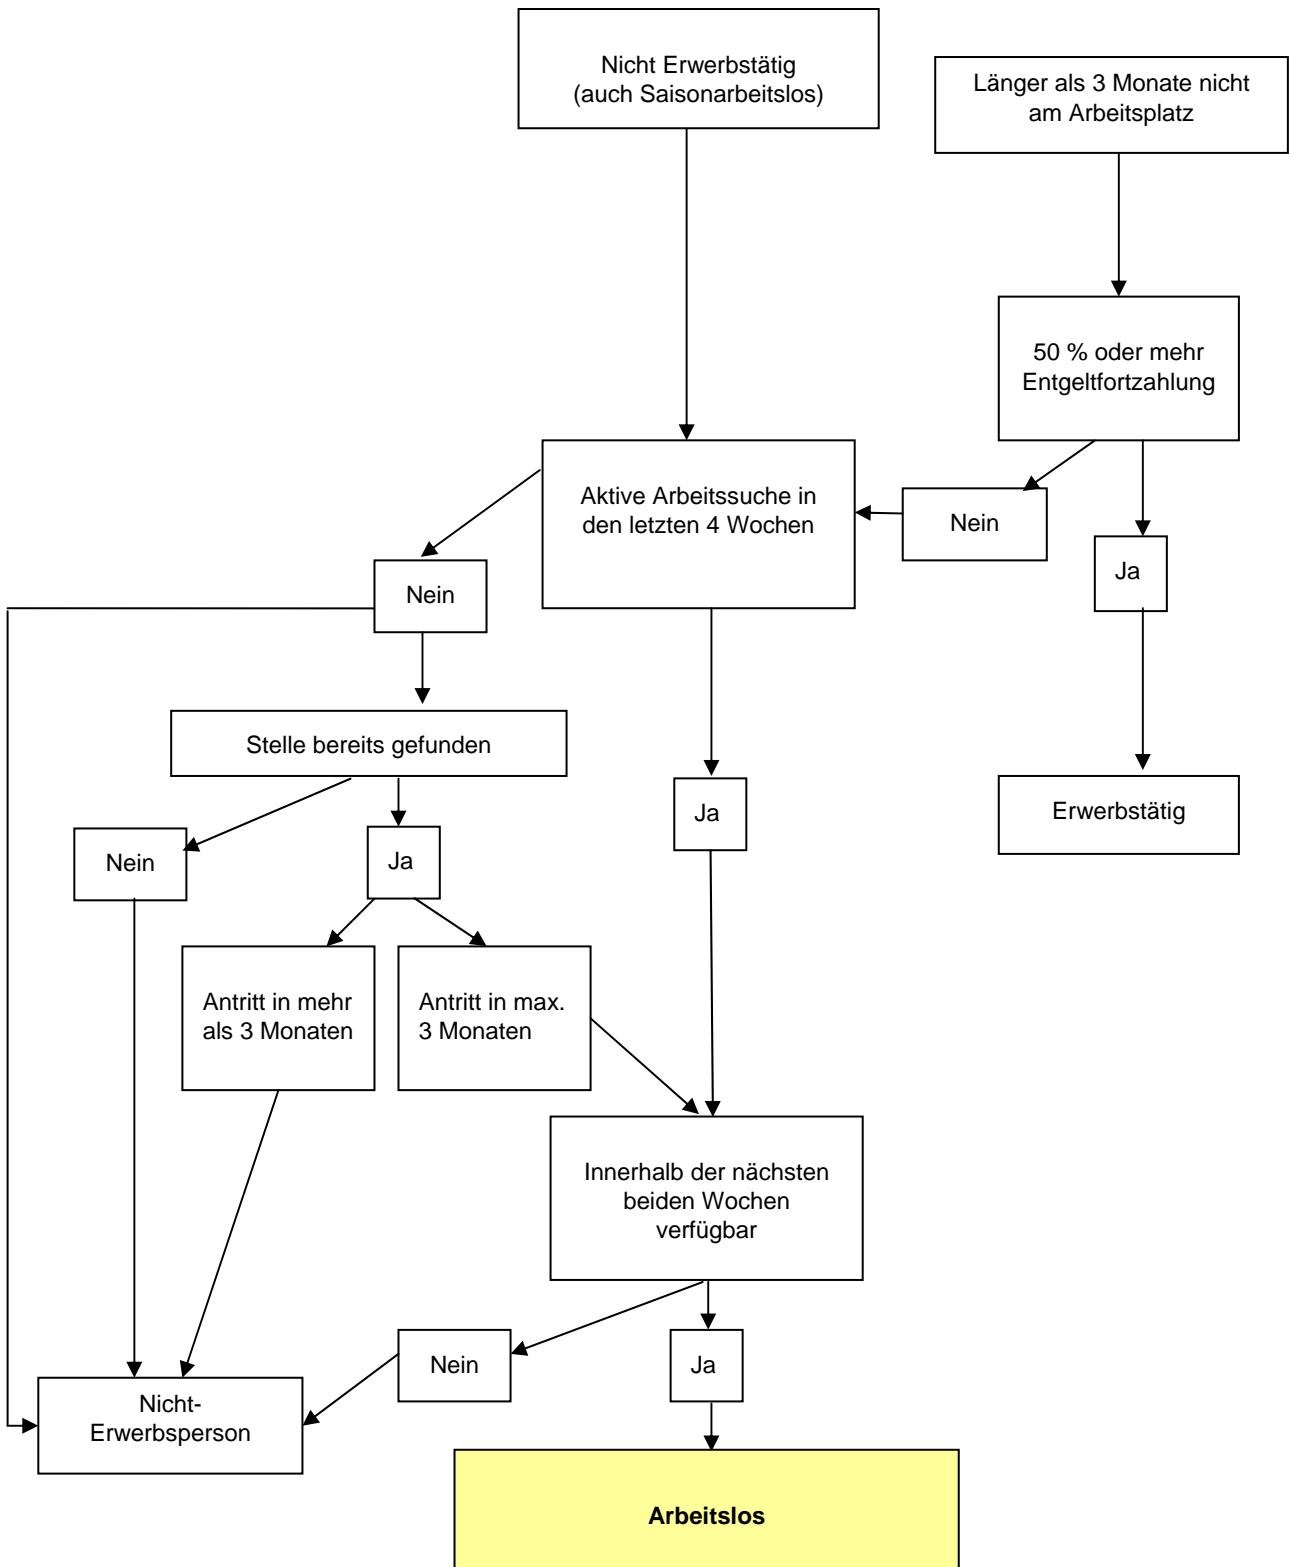 Nicht Erwerbstätig
(auch Saisonarbeitslos)
Länger als 3 Monate nicht
am Arbeitsplatz
50 % oder mehr
Entgeltfortzahlung
Aktive Arbeitssuche in
den letzten 4 Wochen
Nein
Ja
Nein
Stelle bereits gefunden
Ja
Erwerbstätig
Nein
Ja
Antritt in mehr
als 3 Monaten
Antritt in max.
3 Monaten
Innerhalb der nächsten
beiden Wochen
verfügbar
Nein
Ja
Nicht-
Erwerbsperson
Arbeitslos